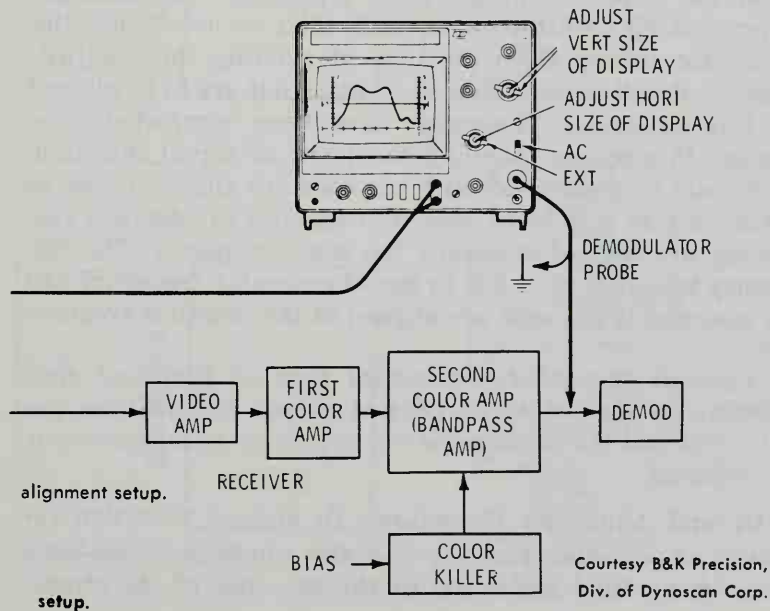 ADJUST
VERT SIZE
OF DISPLAY
ADJUST HORI
SIZE OF DISPLAY
AC
EXT
DEMODULATOR
PROBE
VIDEO
AMP
FIRST
COLOR
AMP
SECOND
COLOR AMP
(BANDPASS
AMP)
DEMOD
RECEIVER
alignment setup.
BIAS
COLOR
KILLER
Courtesy B&K Precision,
Div. of Dynoscan Corp.
setup.